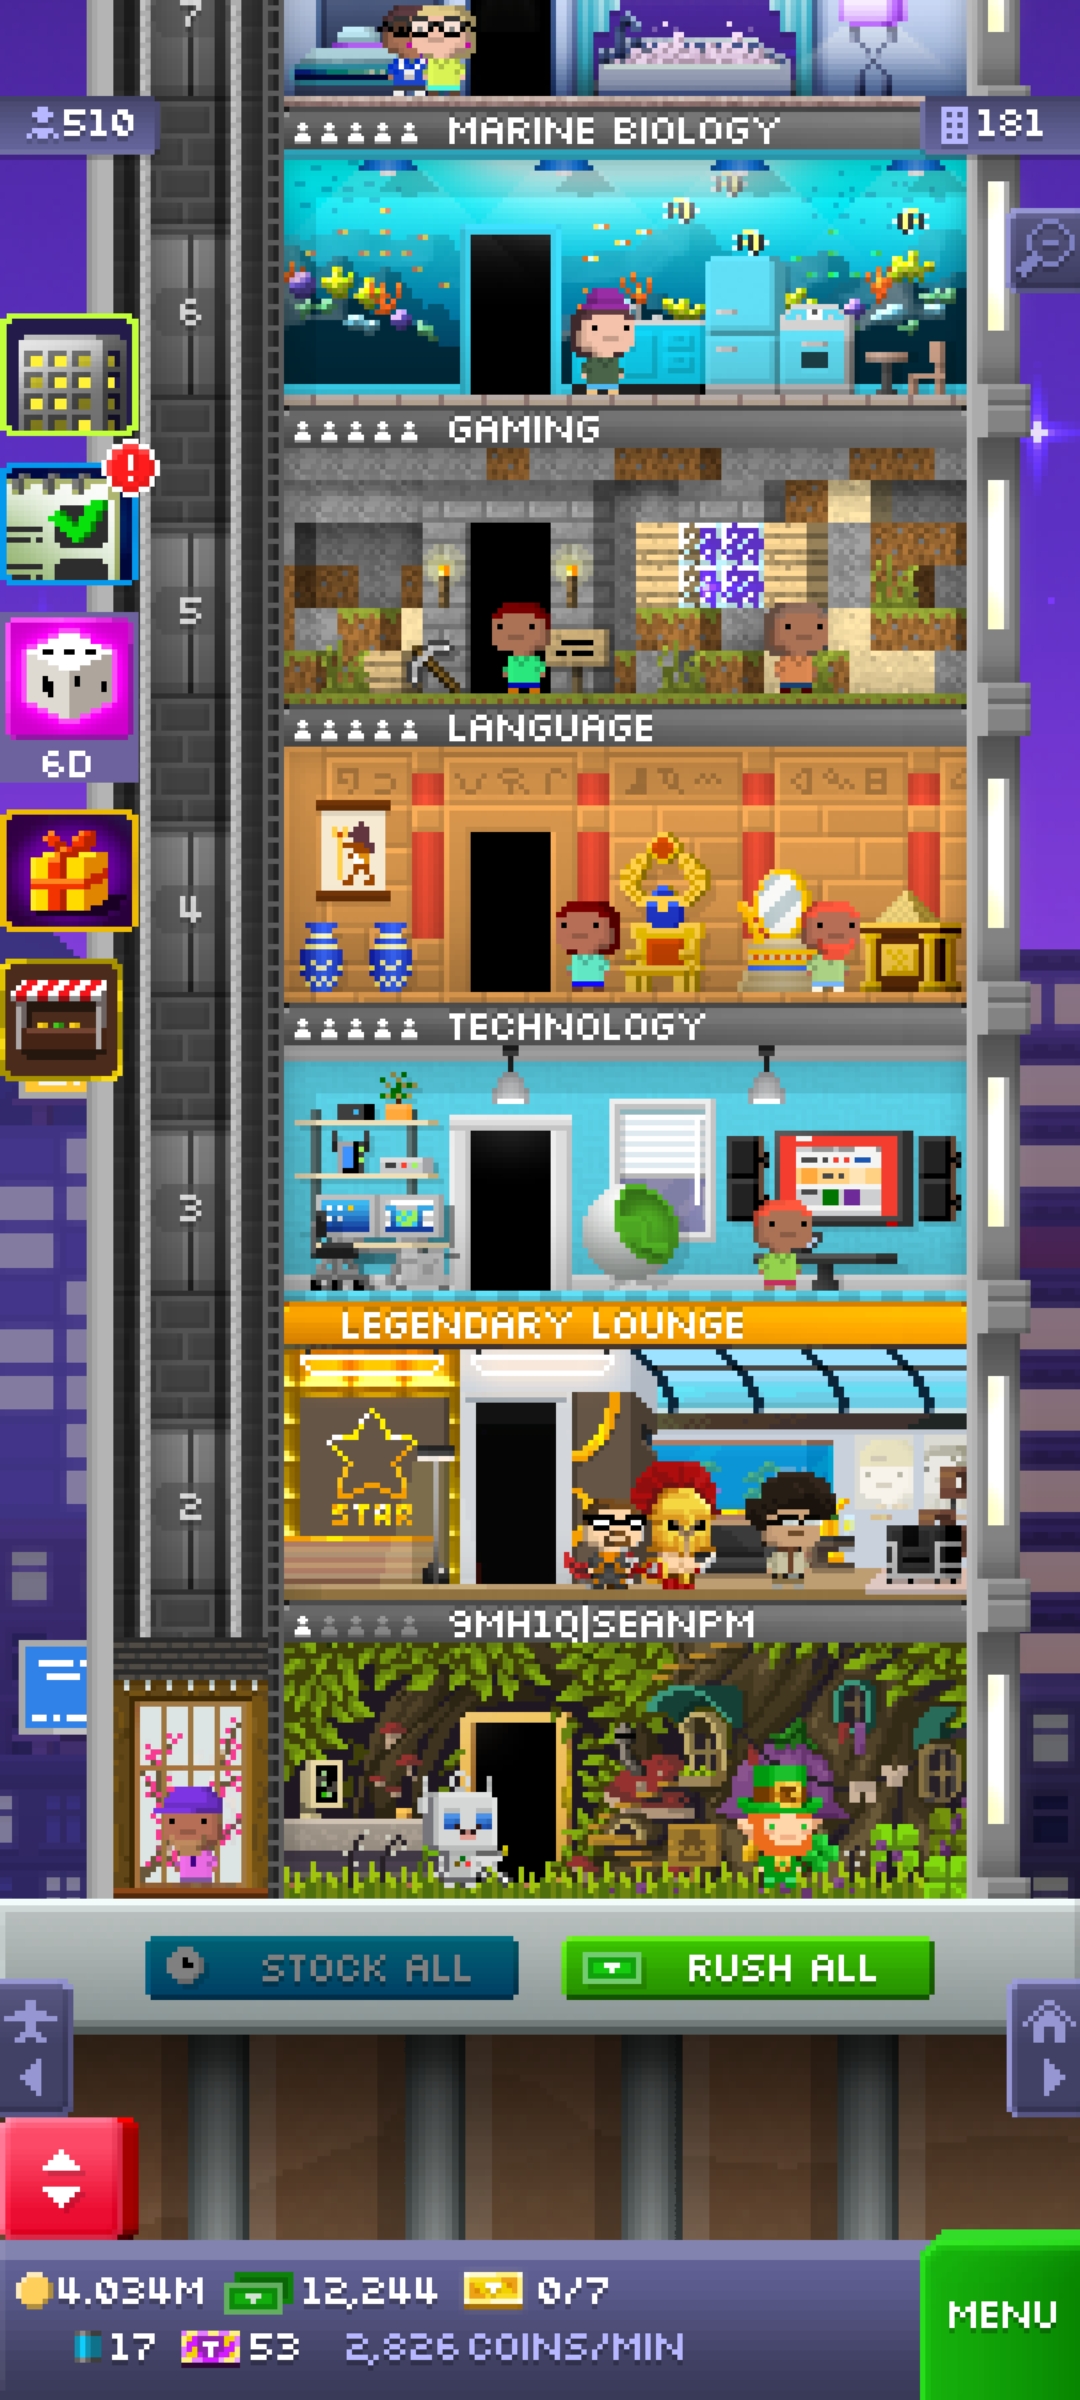 7
510
MARINE BIOLOGY
181
6
GAMING
5
6D
LANGUAGE
4
TECHNOLOGY
3
LEGENDARY LOUNGE
2
STAR
9MH1Q|SEANPM
STOCK ALL
RUSH ALL
4.034M
12,244
0/7
MENU
17
53
2,826 COINS/MIN